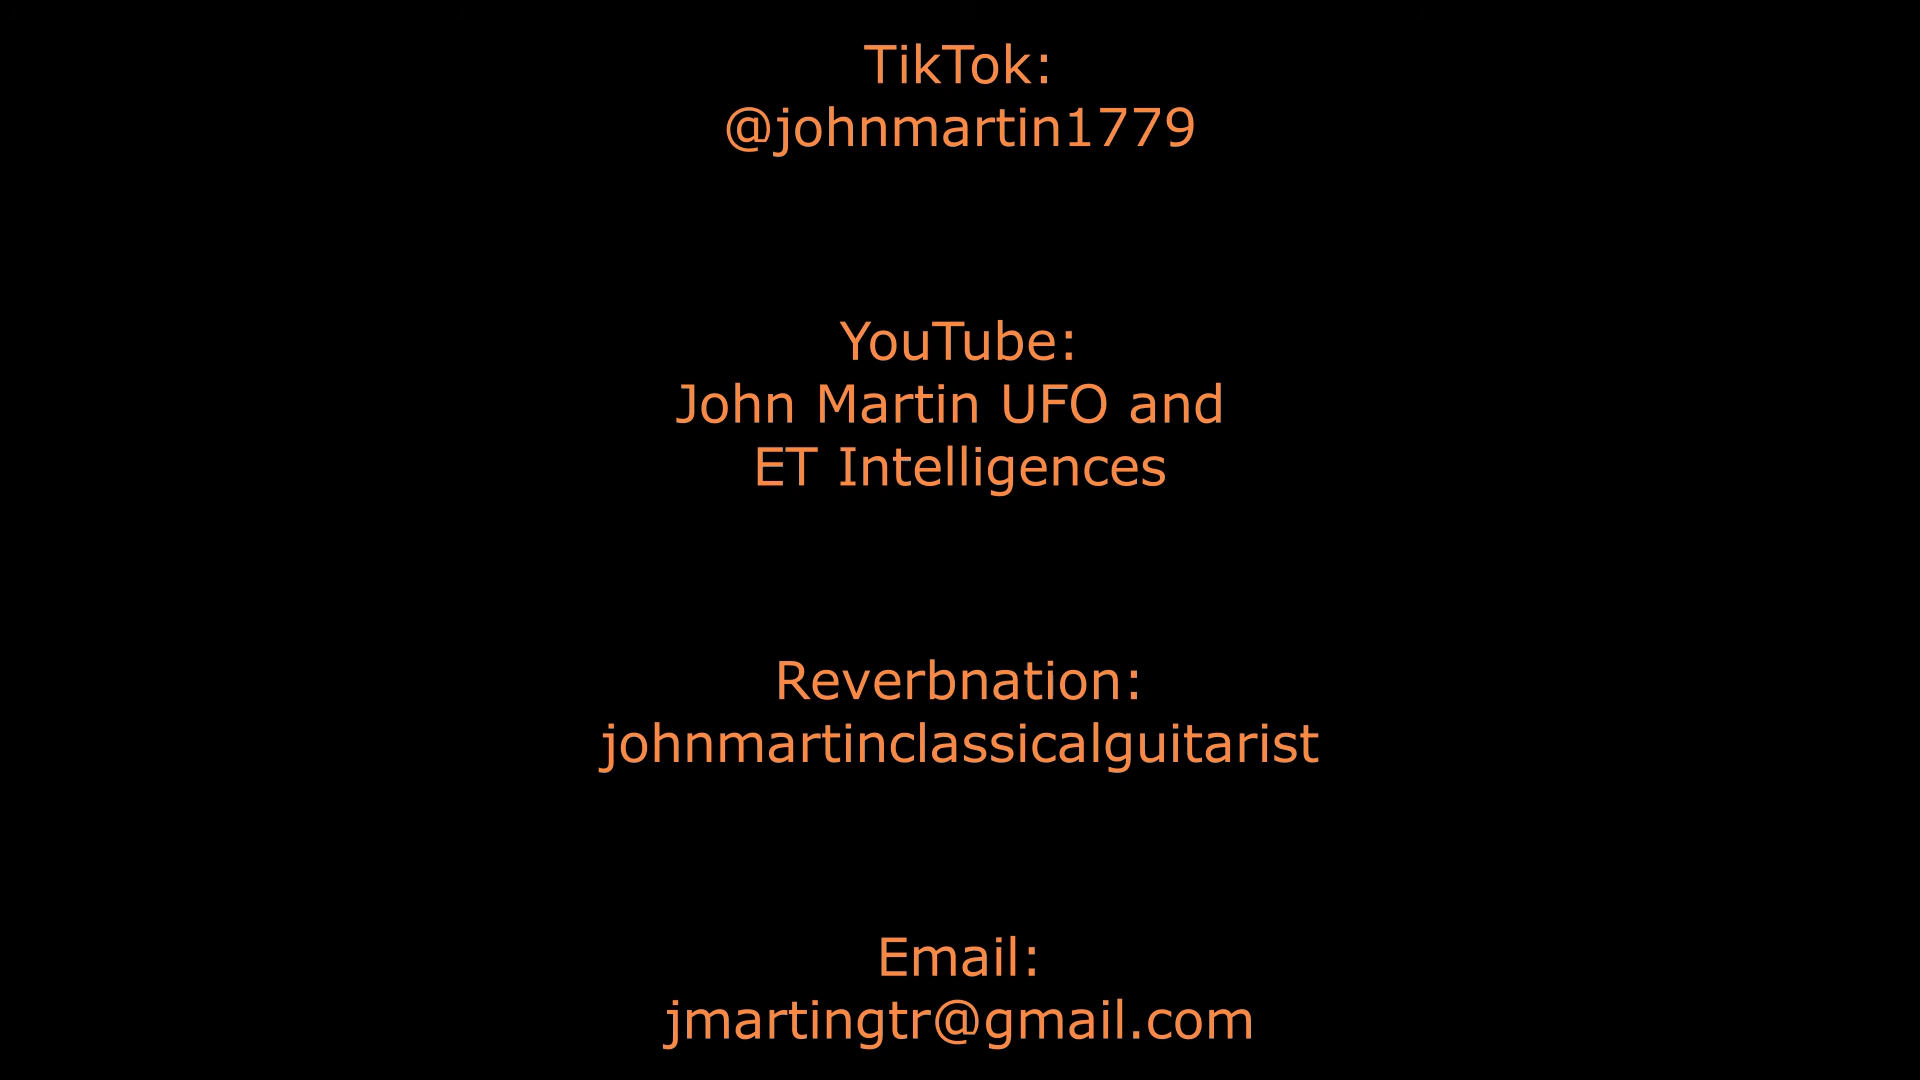 TikTok:
@johnmartin1779
YouTube:
John Martin UFO and
ET Intelligences
Reverbnation:
johnmartinclassicalguitarist
Email:
jmartingtr@gmail.com